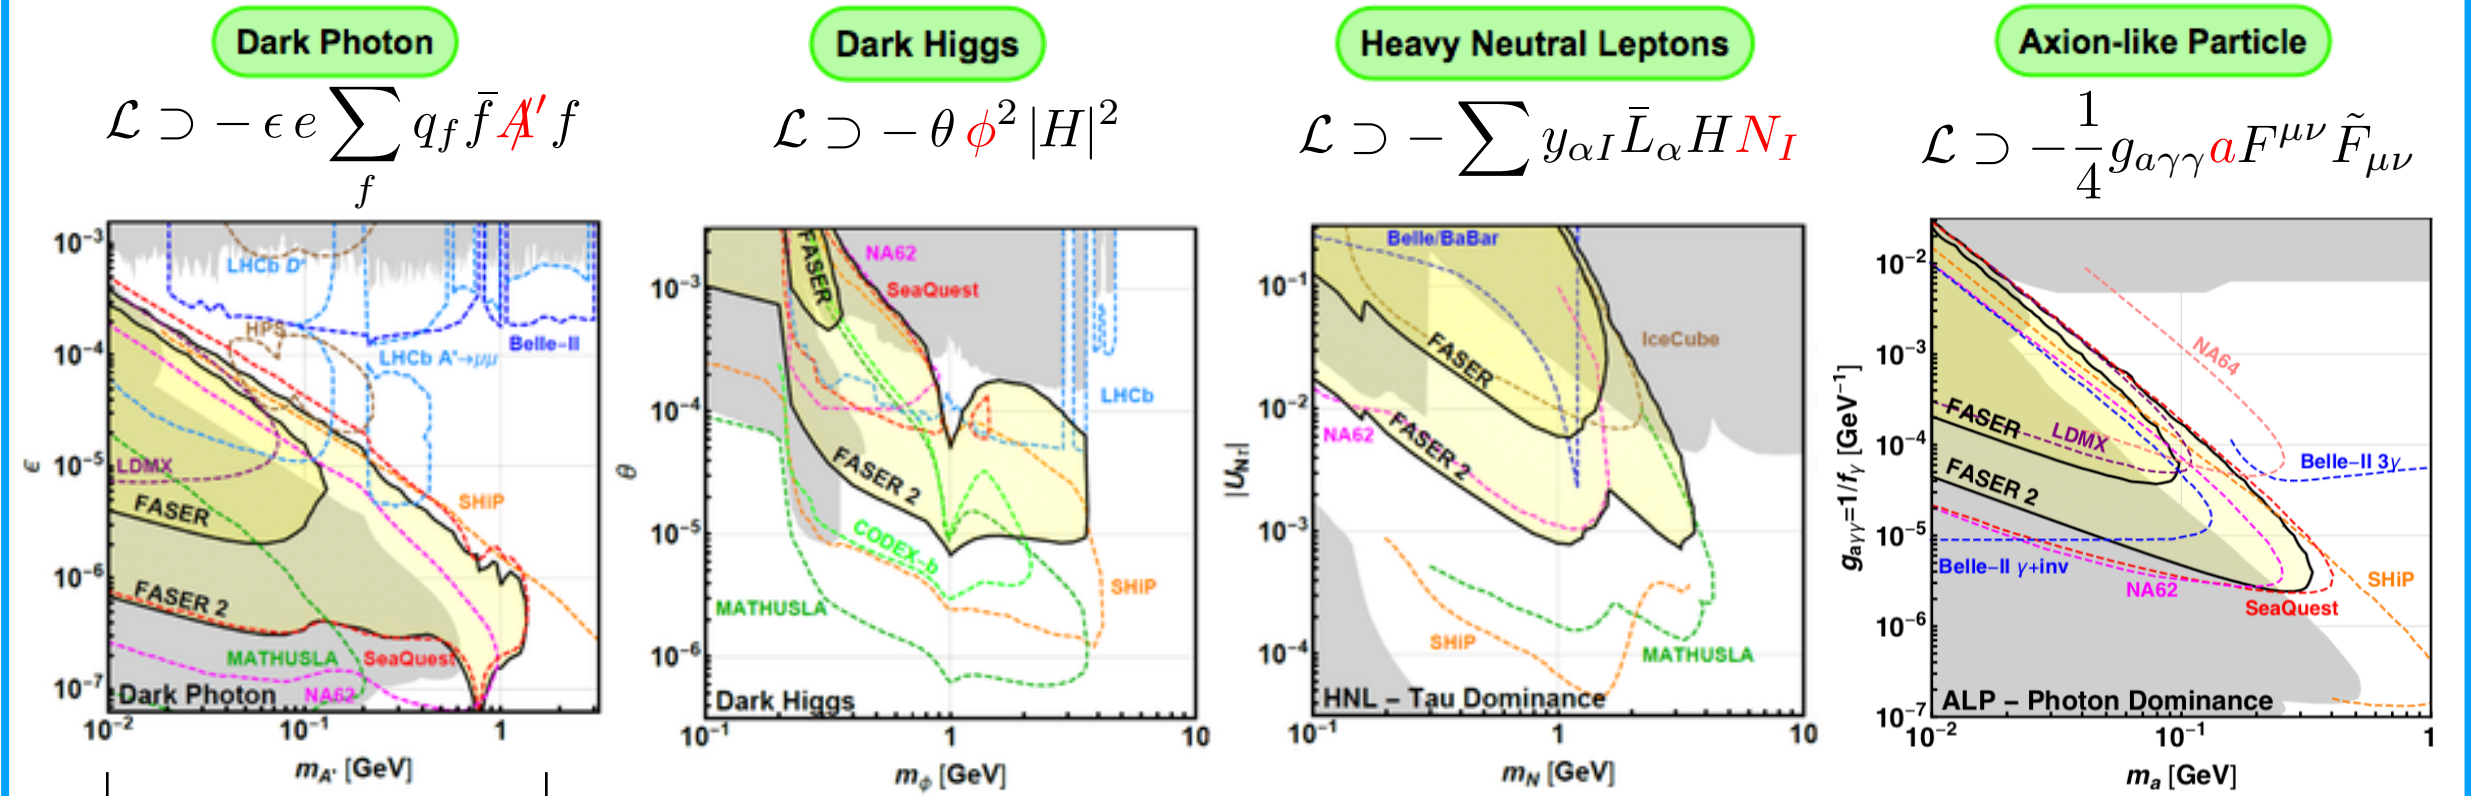 Dark Photon
Dark Higgs
Heavy Neutral Leptons
Axion-like Particle
ℒ ⊃ − ϵ e ∑_f q_f f̄ A̸′ f
ℒ ⊃ − θ ϕ² |H|²
ℒ ⊃ − ∑ y_{αI} L̄_α H N_I
ℒ ⊃ − 1/4 g_{aγγ} a F^{μν} F̃_{μν}
10⁻³
10⁻⁴
10⁻⁵
10⁻⁶
10⁻⁷
ϵ
LHCb D*
HPS
Belle−II
LHCb A'→μμ
LDMX
SHiP
FASER
FASER 2
MATHUSLA
SeaQuest
NA62
Dark Photon
10⁻²
10⁻¹
1
m_A' [GeV]
10⁻³
10⁻⁴
10⁻⁵
10⁻⁶
θ
FASER
NA62
SeaQuest
LHCb
FASER 2
CODEX−b
SHiP
MATHUSLA
Dark Higgs
10⁻¹
1
10
m_ϕ [GeV]
10⁻¹
10⁻²
10⁻³
10⁻⁴
|U_Nτ|
Belle/BaBar
IceCube
FASER
NA62
FASER 2
SHiP
MATHUSLA
HNL − Tau Dominance
10⁻¹
1
10
m_N [GeV]
10⁻²
10⁻³
10⁻⁴
10⁻⁵
10⁻⁶
10⁻⁷
g_aγγ=1/f_γ [GeV⁻¹]
NA64
FASER
LDMX
Belle−II 3γ
FASER 2
Belle−II γ+inv
NA62
SHiP
SeaQuest
ALP − Photon Dominance
10⁻²
10⁻¹
1
m_a [GeV]